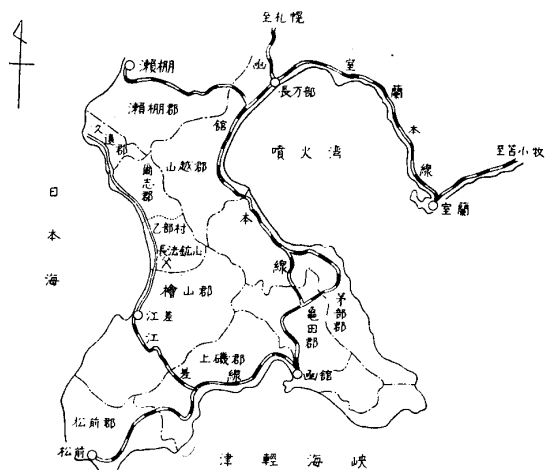 至札幌
瀬棚
長万部
函館本線
室蘭本線
瀬棚郡
久遠郡
噴火湾
至苫小牧
室蘭
爾志郡
山越郡
日本海
乙部村
長法鉱山
檜山郡
茅部郡
亀田郡
江差
江差線
上磯郡
函館
松前郡
松前
津輕海峡